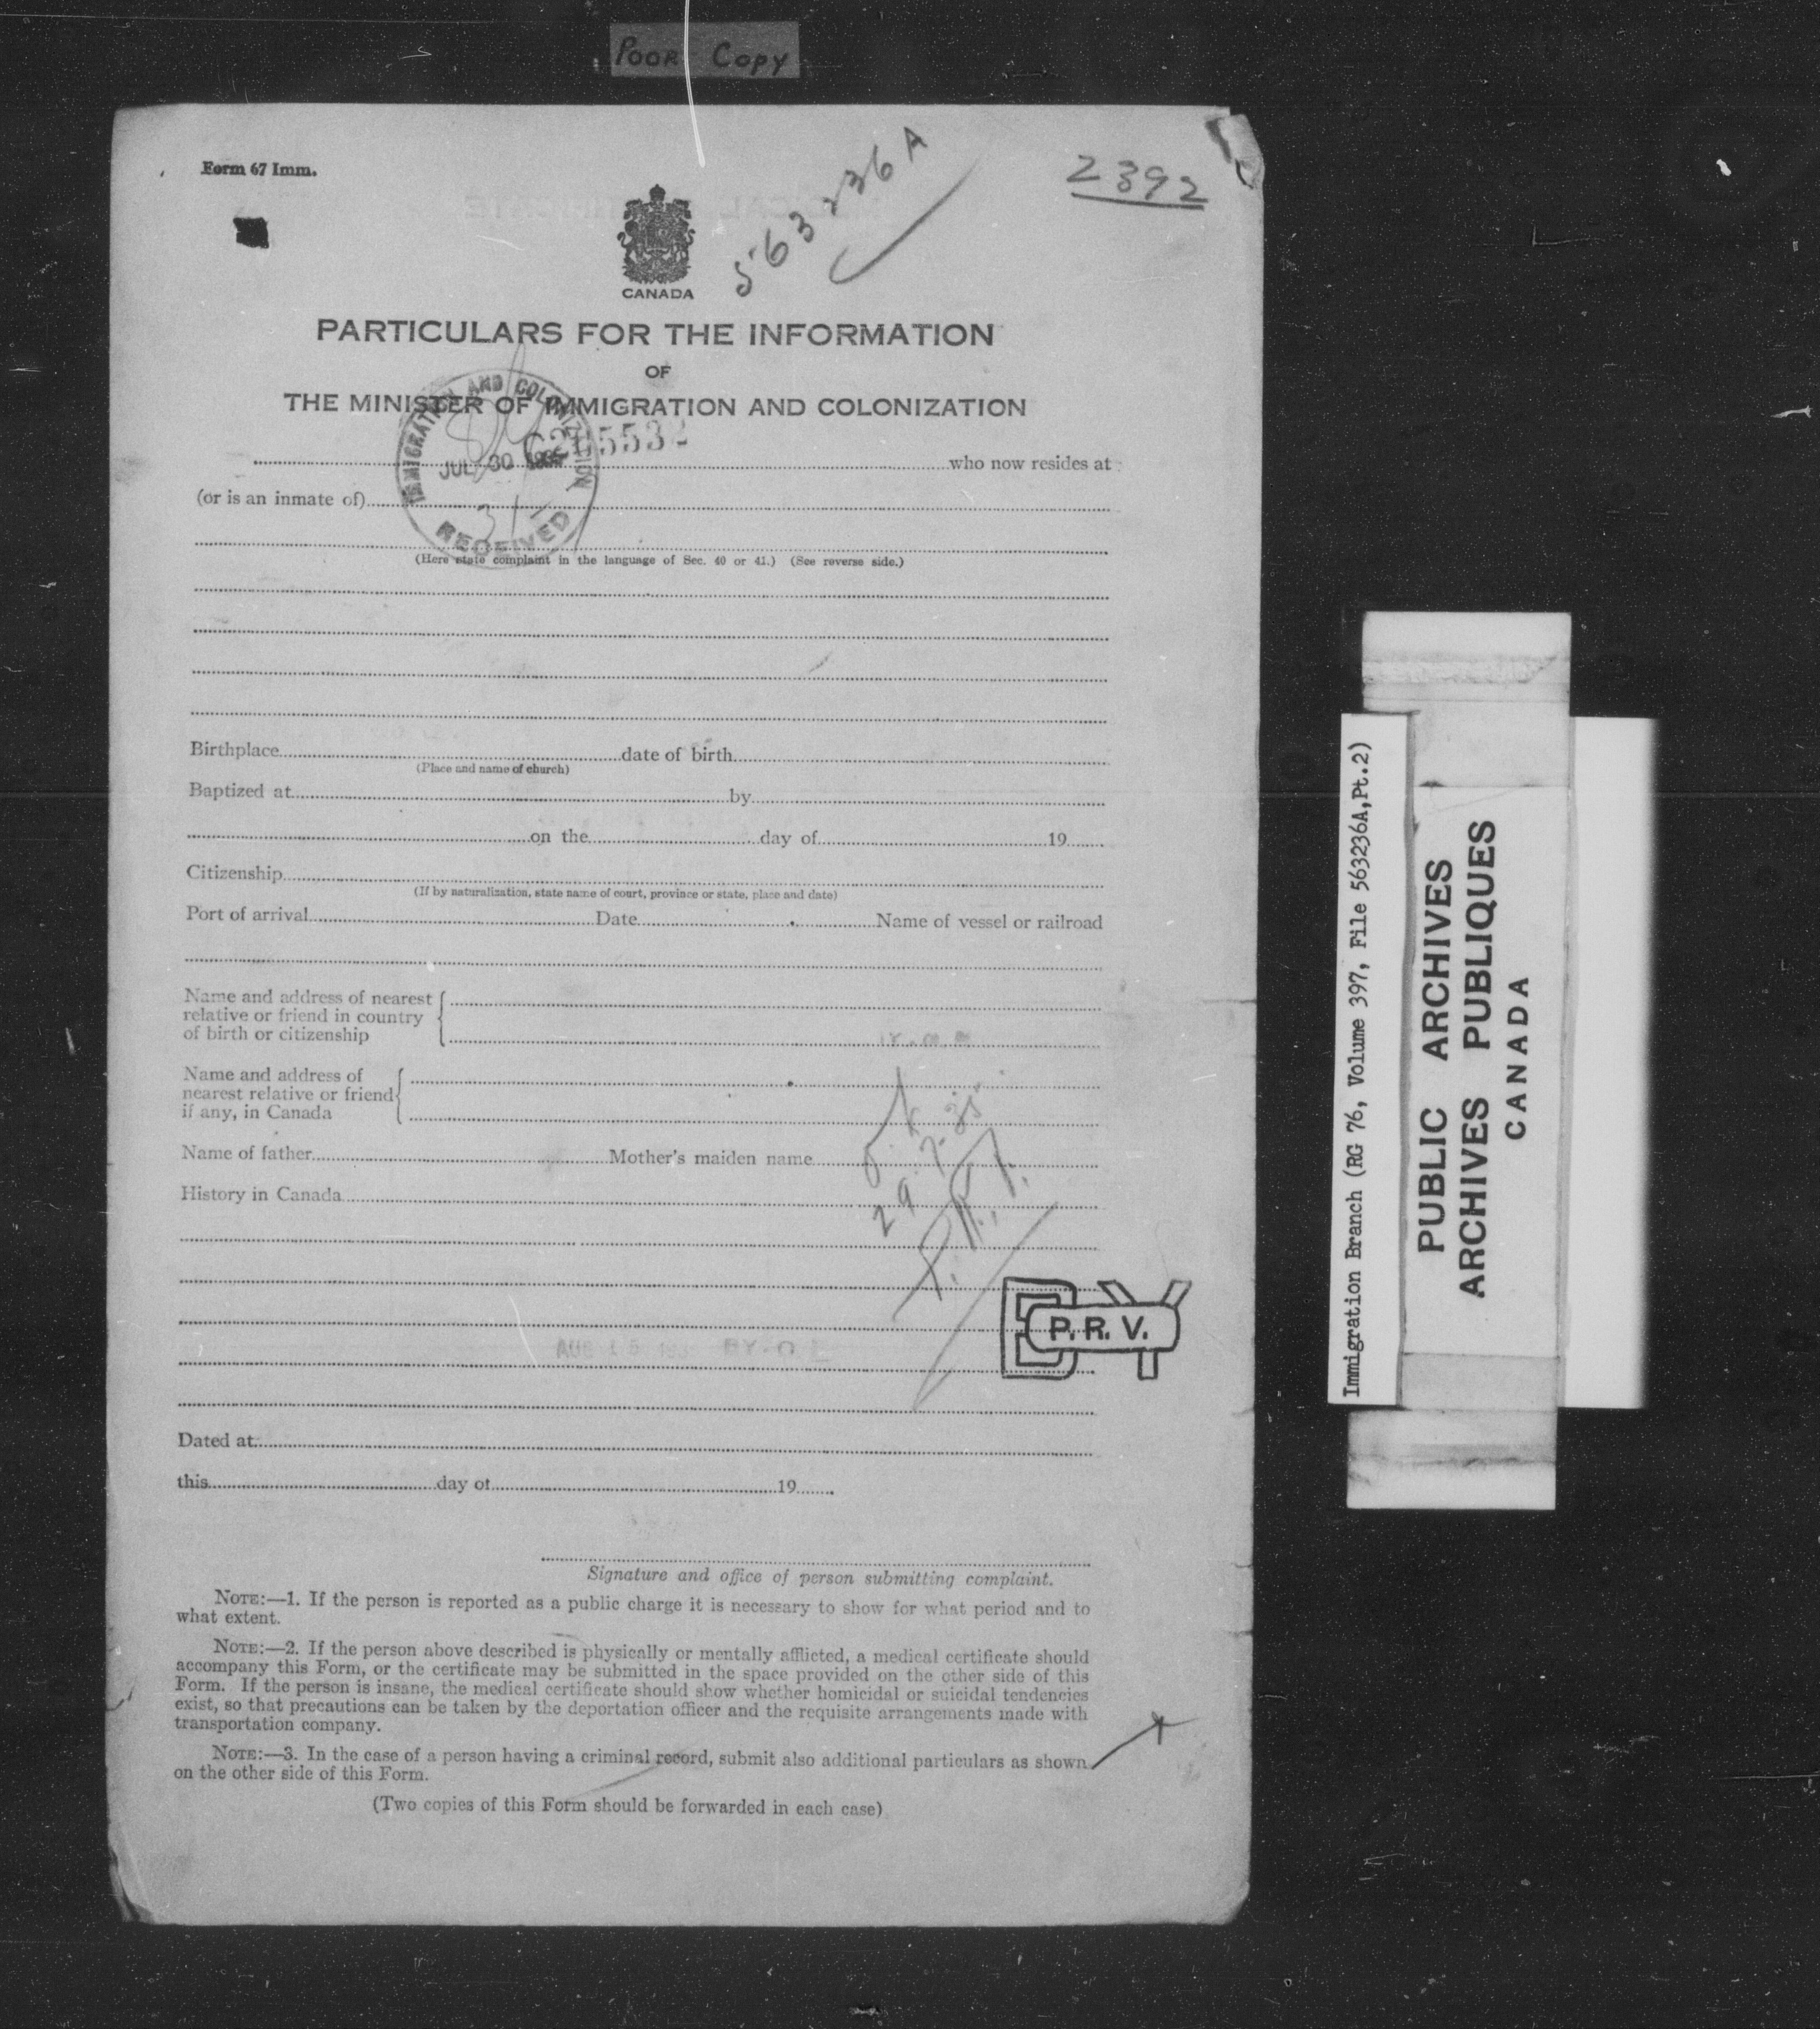 POOR COPY
Form 67 Imm.
563236A
2392
CANADA
PARTICULARS FOR THE INFORMATION
OF
THE MINISTER OF IMMIGRATION AND COLONIZATION
IMMIGRATION AND COLONIZATION
JUL 30
RECEIVED
5532
who now resides at
(or is an inmate of)
(Here state complaint in the language of Sec. 40 or 41.) (See reverse side.)
Birthplace date of birth
(Place and name of church)
Baptized at by
on the day of 19
Citizenship
(If by naturalization, state name of court, province or state, place and date)
Port of arrival Date Name of vessel or railroad
Name and address of nearest
relative or friend in country
of birth or citizenship
Name and address of
nearest relative or friend
if any, in Canada
Name of father Mother's maiden name
History in Canada
29.7.35
P.R.V.
AUG 15
Dated at
this day of 19
Signature and office of person submitting complaint.
NOTE:—1. If the person is reported as a public charge it is necessary to show for what period and to
what extent.
NOTE:—2. If the person above described is physically or mentally afflicted, a medical certificate should
accompany this Form, or the certificate may be submitted in the space provided on the other side of this
Form. If the person is insane, the medical certificate should show whether homicidal or suicidal tendencies
exist, so that precautions can be taken by the deportation officer and the requisite arrangements made with
transportation company.
NOTE:—3. In the case of a person having a criminal record, submit also additional particulars as shown
on the other side of this Form.
(Two copies of this Form should be forwarded in each case)
Immigration Branch (RG 76, Volume 397, File 563236A,Pt.2)
PUBLIC ARCHIVES
ARCHIVES PUBLIQUES
CANADA